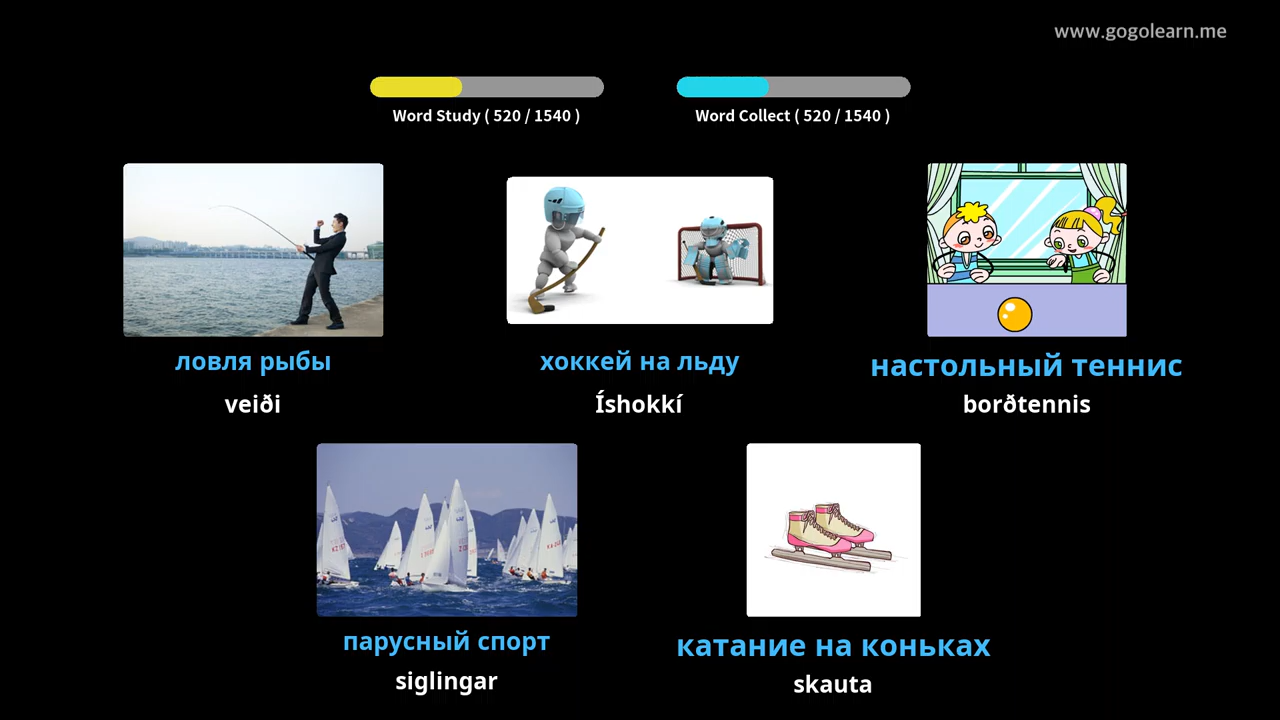 www.gogolearn.me
Word Study ( 520 / 1540 )
Word Collect ( 520 / 1540 )
ловля рыбы
veiði
хоккей на льду
Íshokkí
настольный теннис
borðtennis
парусный спорт
siglingar
катание на коньках
skauta